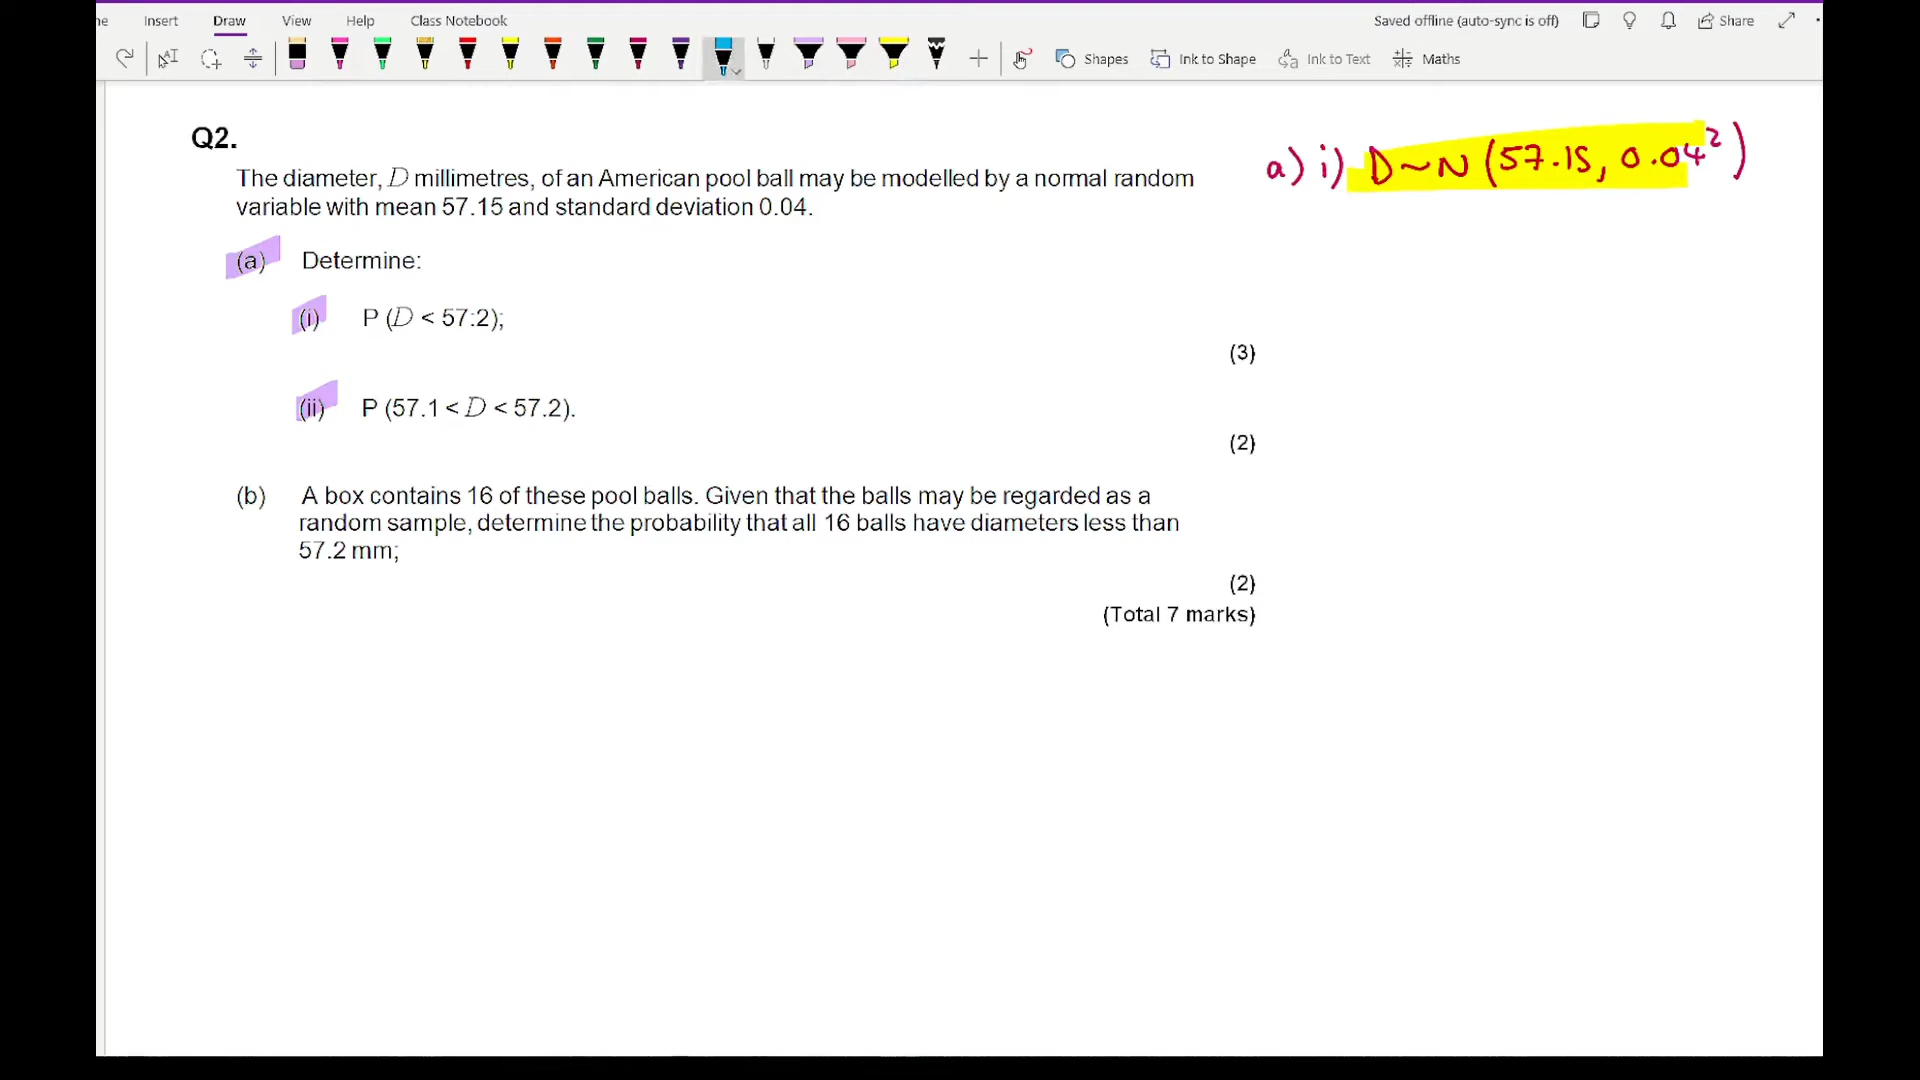 Insert Draw View Help Class Notebook Saved offline (auto-sync is off) Share
Shapes Ink to Shape Ink to Text Maths
Q2.
The diameter, D millimetres, of an American pool ball may be modelled by a normal random
variable with mean 57.15 and standard deviation 0.04.
a) i) D~N (57.15, 0.04²)
(a) Determine:
(i) P (D < 57:2);
(3)
(ii) P (57.1 < D < 57.2).
(2)
(b) A box contains 16 of these pool balls. Given that the balls may be regarded as a
random sample, determine the probability that all 16 balls have diameters less than
57.2 mm;
(2)
(Total 7 marks)